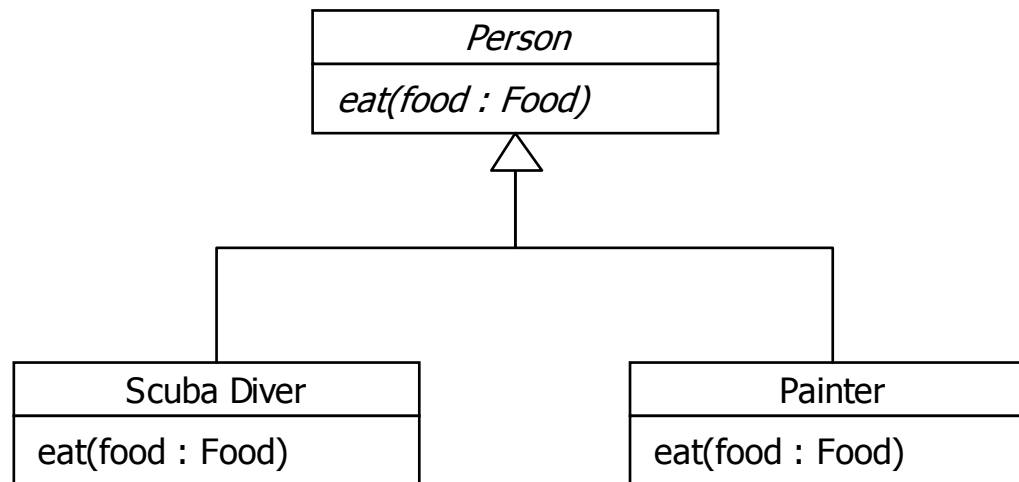 Person
eat(food : Food)
Scuba Diver
eat(food : Food)
Painter
eat(food : Food)